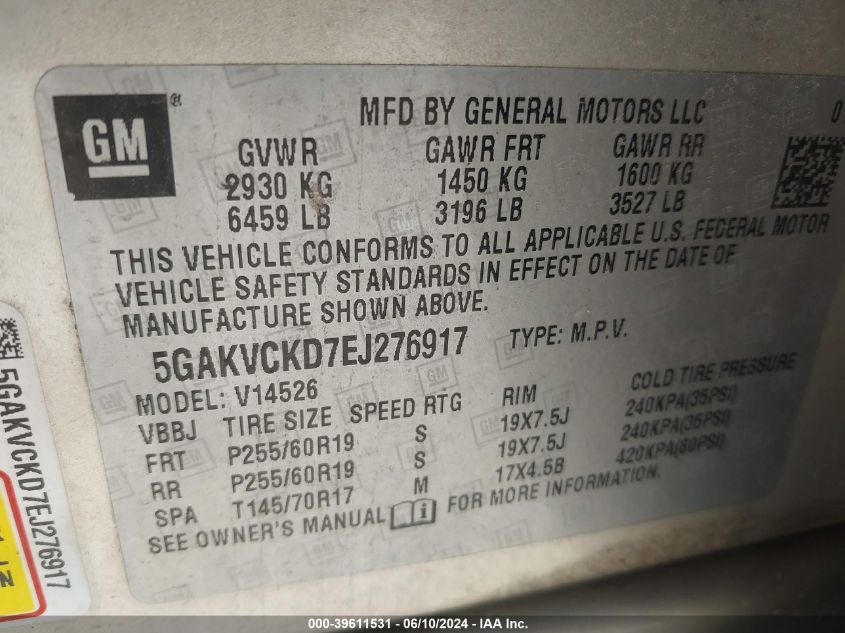 GM
®
MFD BY GENERAL MOTORS LLC 0
GVWR GAWR FRT GAWR RR
2930 KG 1450 KG 1600 KG
6459 LB 3196 LB 3527 LB
THIS VEHICLE CONFORMS TO ALL APPLICABLE U.S. FEDERAL MOTOR
VEHICLE SAFETY STANDARDS IN EFFECT ON THE DATE OF
MANUFACTURE SHOWN ABOVE.
5GAKVCKD7EJ276917 TYPE: M.P.V.
MODEL: V14526
VBBJ TIRE SIZE SPEED RTG RIM COLD TIRE PRESSURE
FRT P255/60R19 S 19X7.5J 240KPA(35PSI)
RR P255/60R19 S 19X7.5J 240KPA(35PSI)
SPA T145/70R17 M 17X4.5B 420KPA(60PSI)
SEE OWNER'S MANUAL FOR MORE INFORMATION.
5GAKVCKD7EJ276917
000-39611531 - 06/10/2024 - IAAI, Inc.